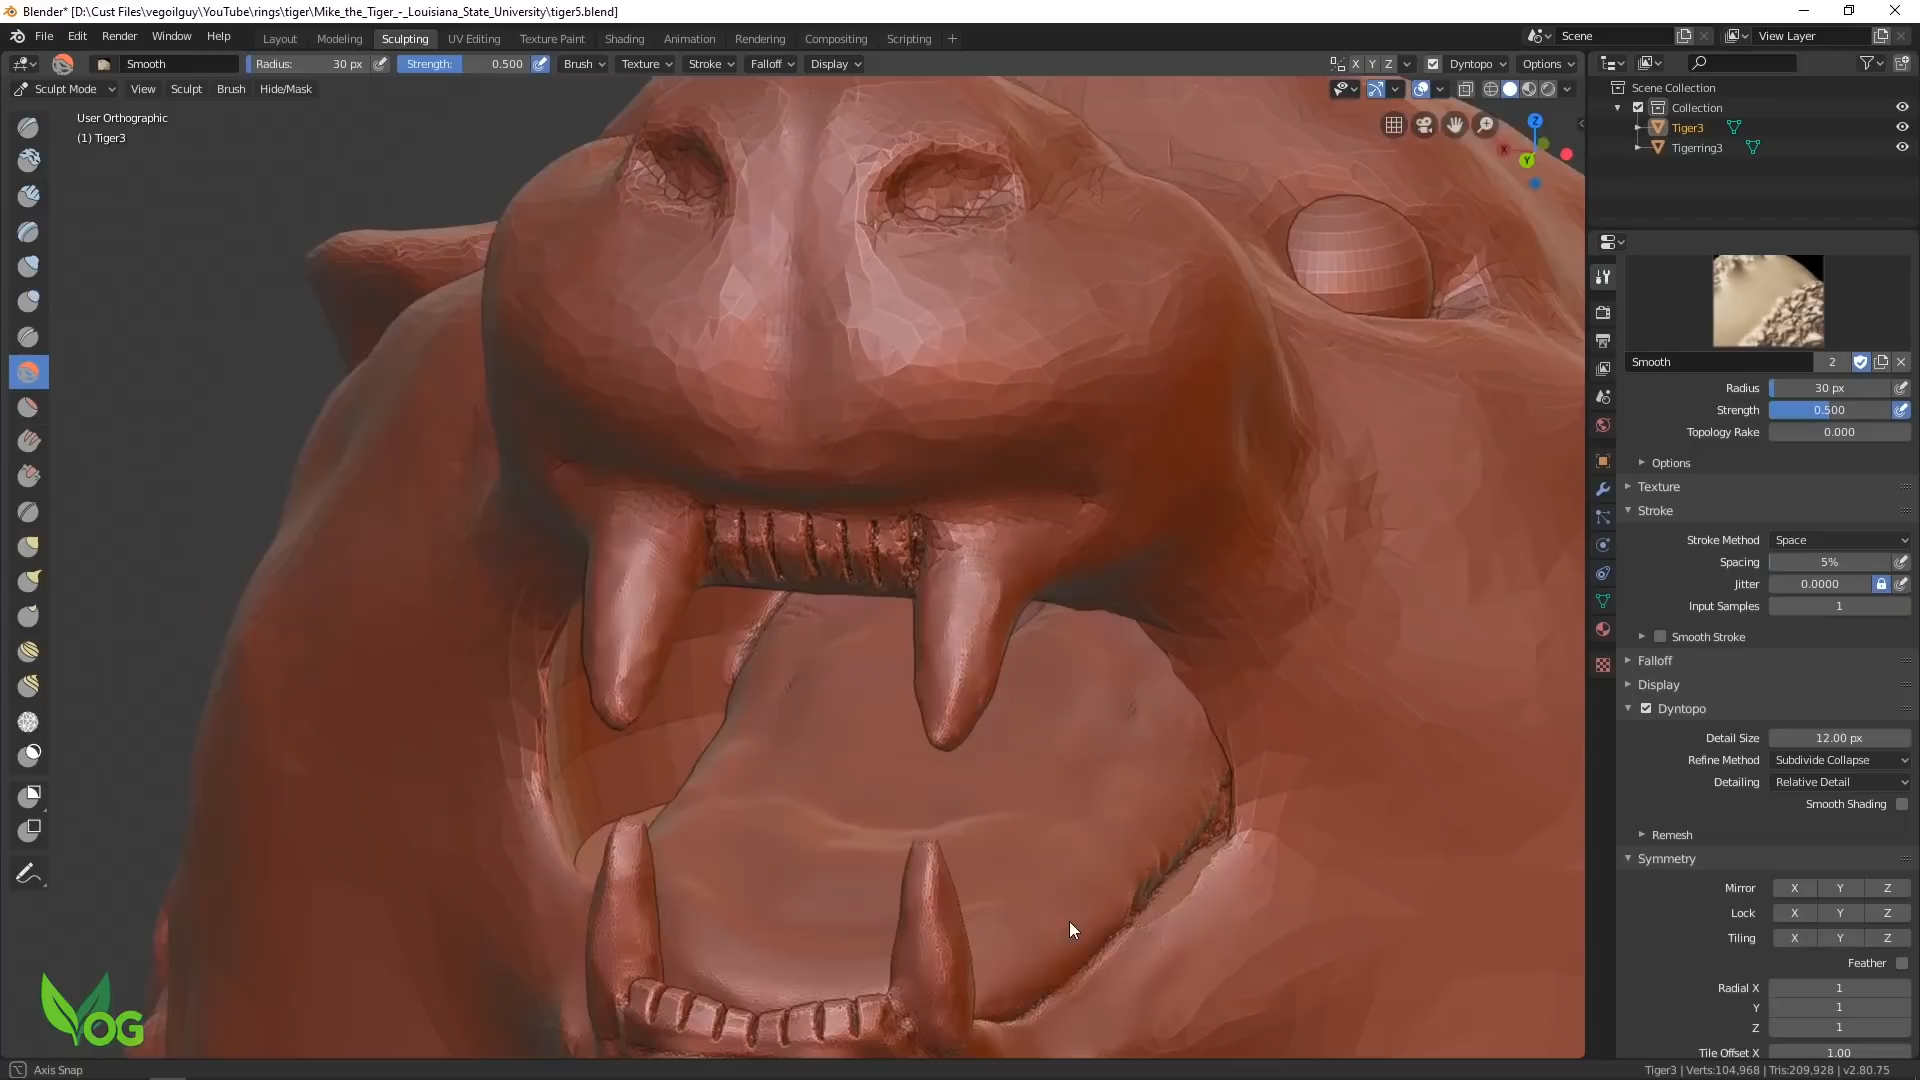 Blender* [D:\Cust Files\vegoilguy\YouTube\rings\tiger\Mike_the_Tiger_-_Louisiana_State_University\tiger5.blend]
File Edit Render Window Help Layout Modeling Sculpting UV Editing Texture Paint Shading Animation Rendering Compositing Scripting + Scene View Layer
Smooth Radius: 30 px Strength: 0.500 Brush Texture Stroke Falloff Display X Y Z Dyntopo Options
Sculpt Mode View Sculpt Brush Hide/Mask
User Orthographic
(1) Tiger3
Z
X
Y
Scene Collection
Collection
Tiger3
Tigerring3
Smooth 2
Radius 30 px
Strength 0.500
Topology Rake 0.000
Options
Texture
Stroke
Stroke Method Space
Spacing 5%
Jitter 0.0000
Input Samples 1
Smooth Stroke
Falloff
Display
Dyntopo
Detail Size 12.00 px
Refine Method Subdivide Collapse
Detailing Relative Detail
Smooth Shading
Remesh
Symmetry
Mirror X Y Z
Lock X Y Z
Tiling X Y Z
Feather
Radial X 1
Y 1
Z 1
Tile Offset X 1.00
VOG
Axis Snap
Tiger3 | Verts:104,968 | Tris:209,928 | v2.80.75